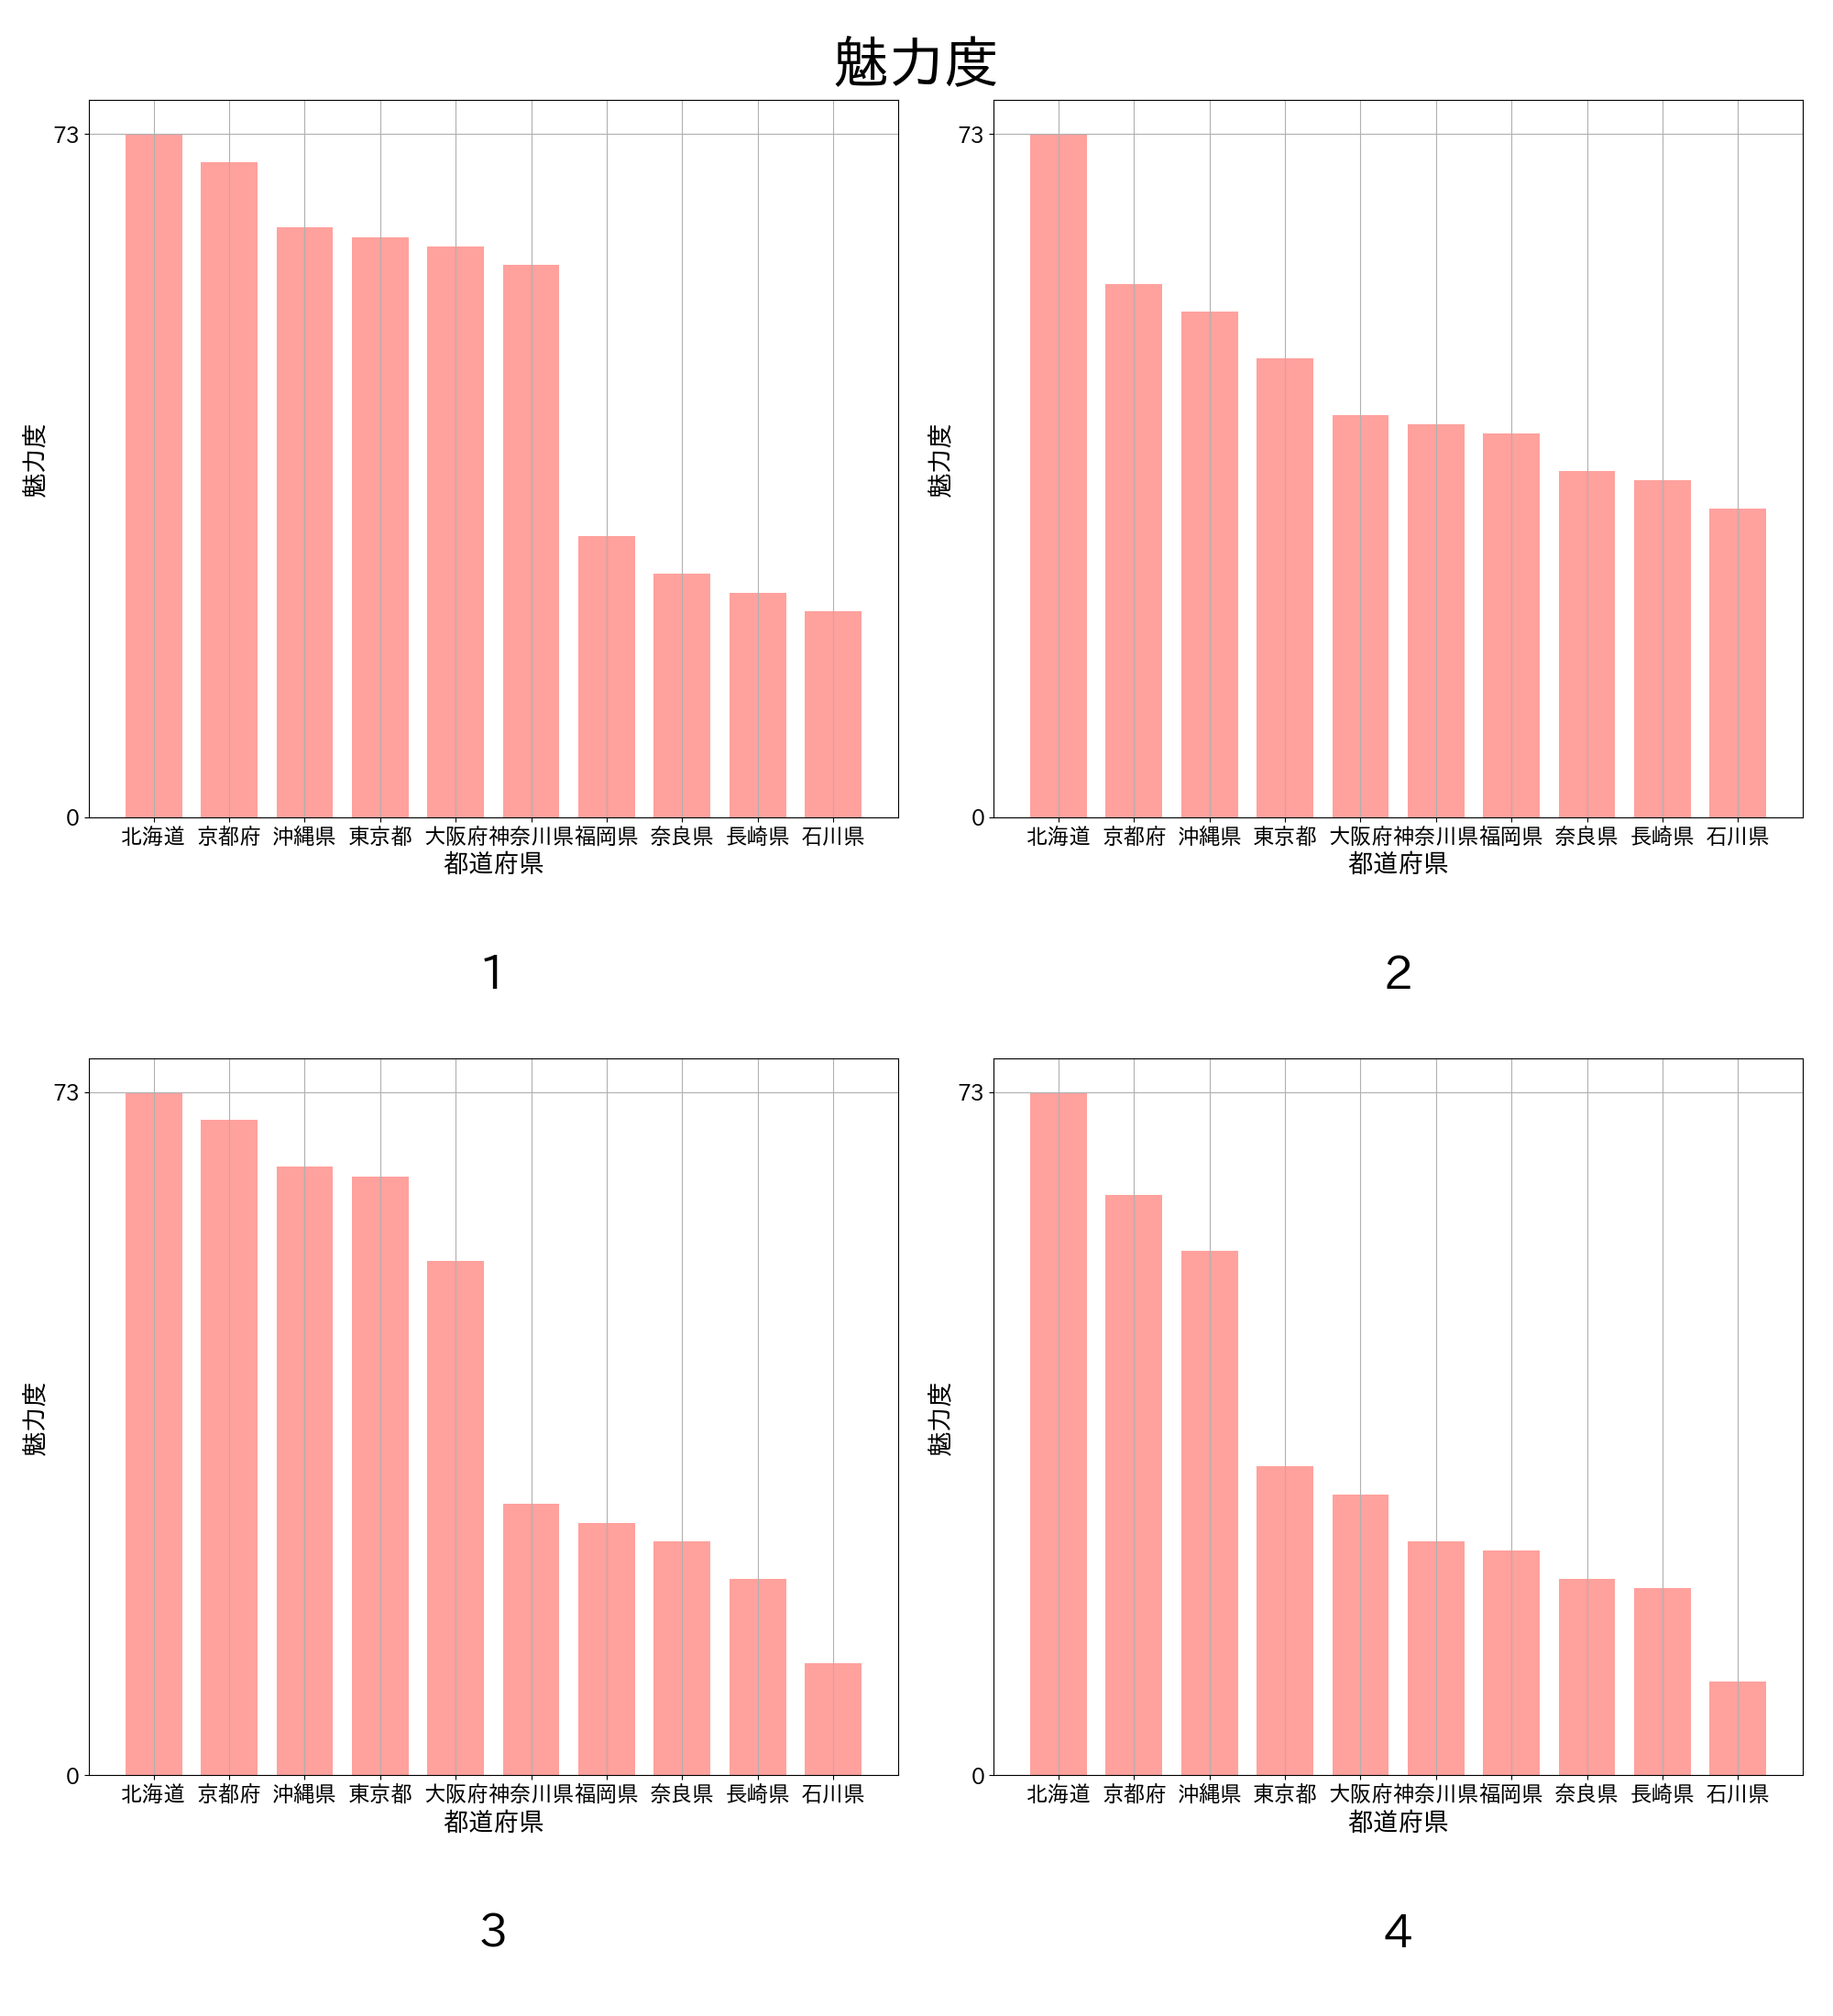 魅力度
73
魅力度
0
北海道 京都府 沖縄県 東京都 大阪府 神奈川県 福岡県 奈良県 長崎県 石川県
都道府県
1
73
魅力度
0
北海道 京都府 沖縄県 東京都 大阪府 神奈川県 福岡県 奈良県 長崎県 石川県
都道府県
2
73
魅力度
0
北海道 京都府 沖縄県 東京都 大阪府 神奈川県 福岡県 奈良県 長崎県 石川県
都道府県
3
73
魅力度
0
北海道 京都府 沖縄県 東京都 大阪府 神奈川県 福岡県 奈良県 長崎県 石川県
都道府県
4